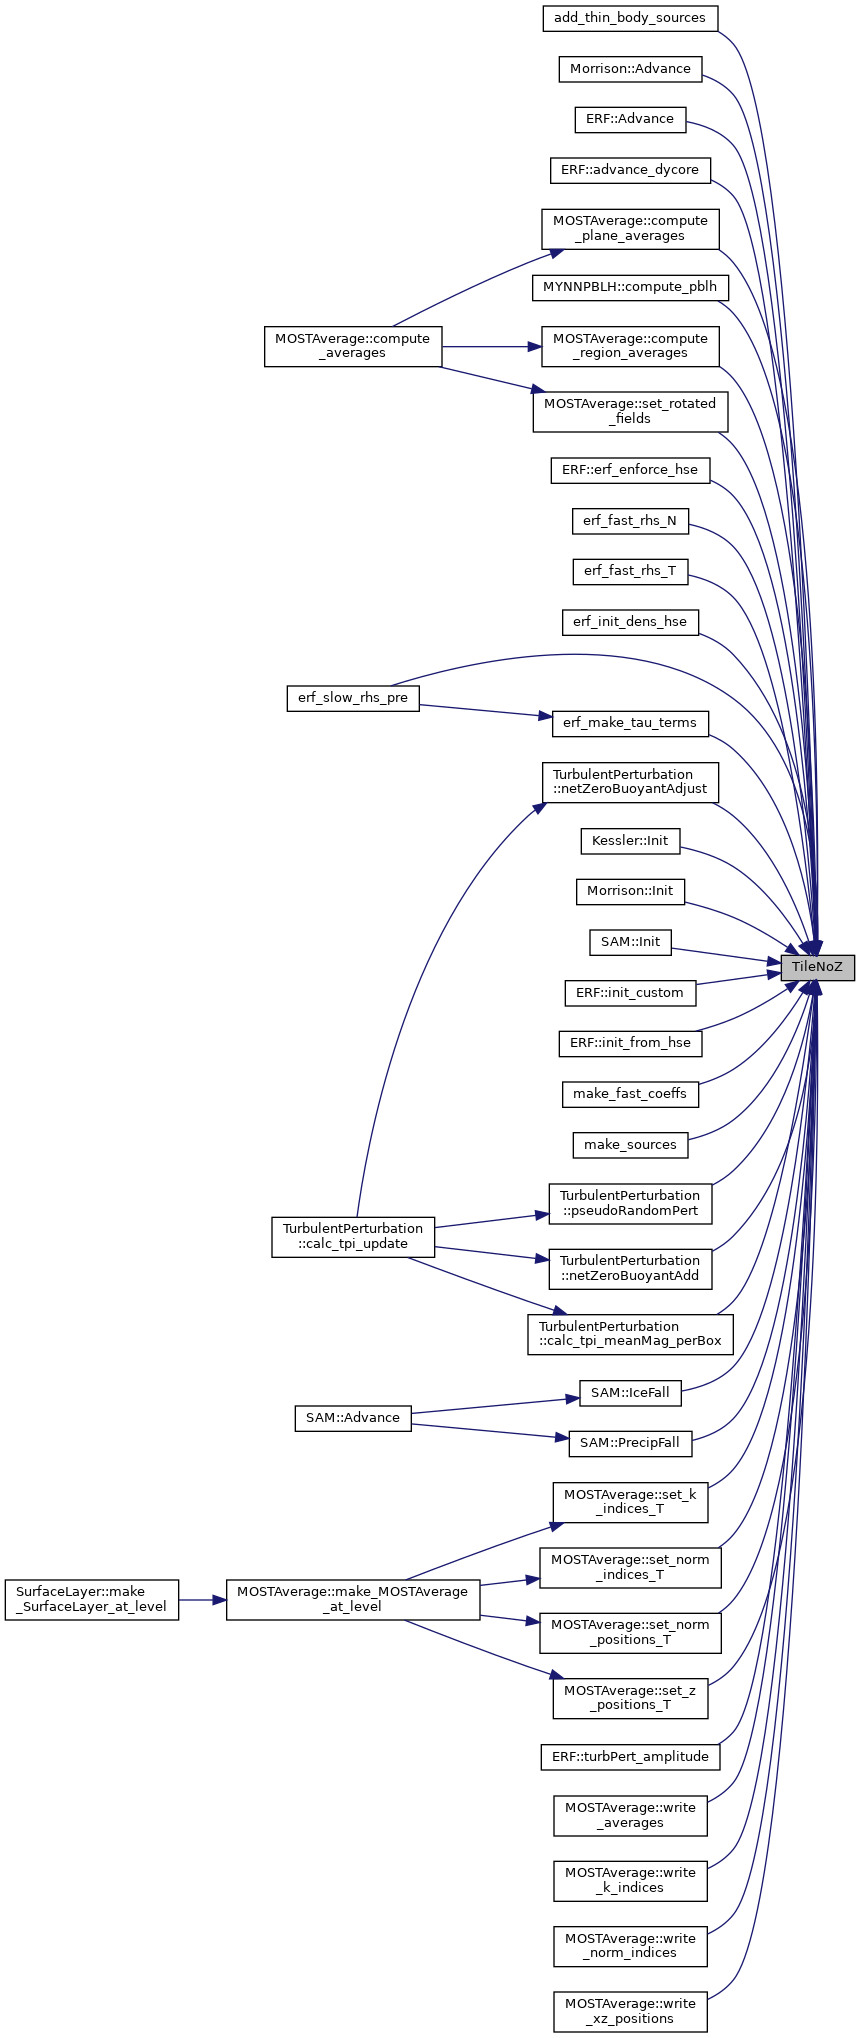 add_thin_body_sources
Morrison::Advance
ERF::Advance
ERF::advance_dycore
MOSTAverage::compute
_plane_averages
MYNNPBLH::compute_pblh
MOSTAverage::compute
_averages
MOSTAverage::compute
_region_averages
MOSTAverage::set_rotated
_fields
ERF::erf_enforce_hse
erf_fast_rhs_N
erf_fast_rhs_T
erf_init_dens_hse
erf_slow_rhs_pre
erf_make_tau_terms
TurbulentPerturbation
::netZeroBuoyantAdjust
Kessler::Init
Morrison::Init
SAM::Init
TileNoZ
ERF::init_custom
ERF::init_from_hse
make_fast_coeffs
make_sources
TurbulentPerturbation
::pseudoRandomPert
TurbulentPerturbation
::calc_tpi_update
TurbulentPerturbation
::netZeroBuoyantAdd
TurbulentPerturbation
::calc_tpi_meanMag_perBox
SAM::IceFall
SAM::Advance
SAM::PrecipFall
MOSTAverage::set_k
_indices_T
MOSTAverage::set_norm
_indices_T
SurfaceLayer::make
_SurfaceLayer_at_level
MOSTAverage::make_MOSTAverage
_at_level
MOSTAverage::set_norm
_positions_T
MOSTAverage::set_z
_positions_T
ERF::turbPert_amplitude
MOSTAverage::write
_averages
MOSTAverage::write
_k_indices
MOSTAverage::write
_norm_indices
MOSTAverage::write
_xz_positions